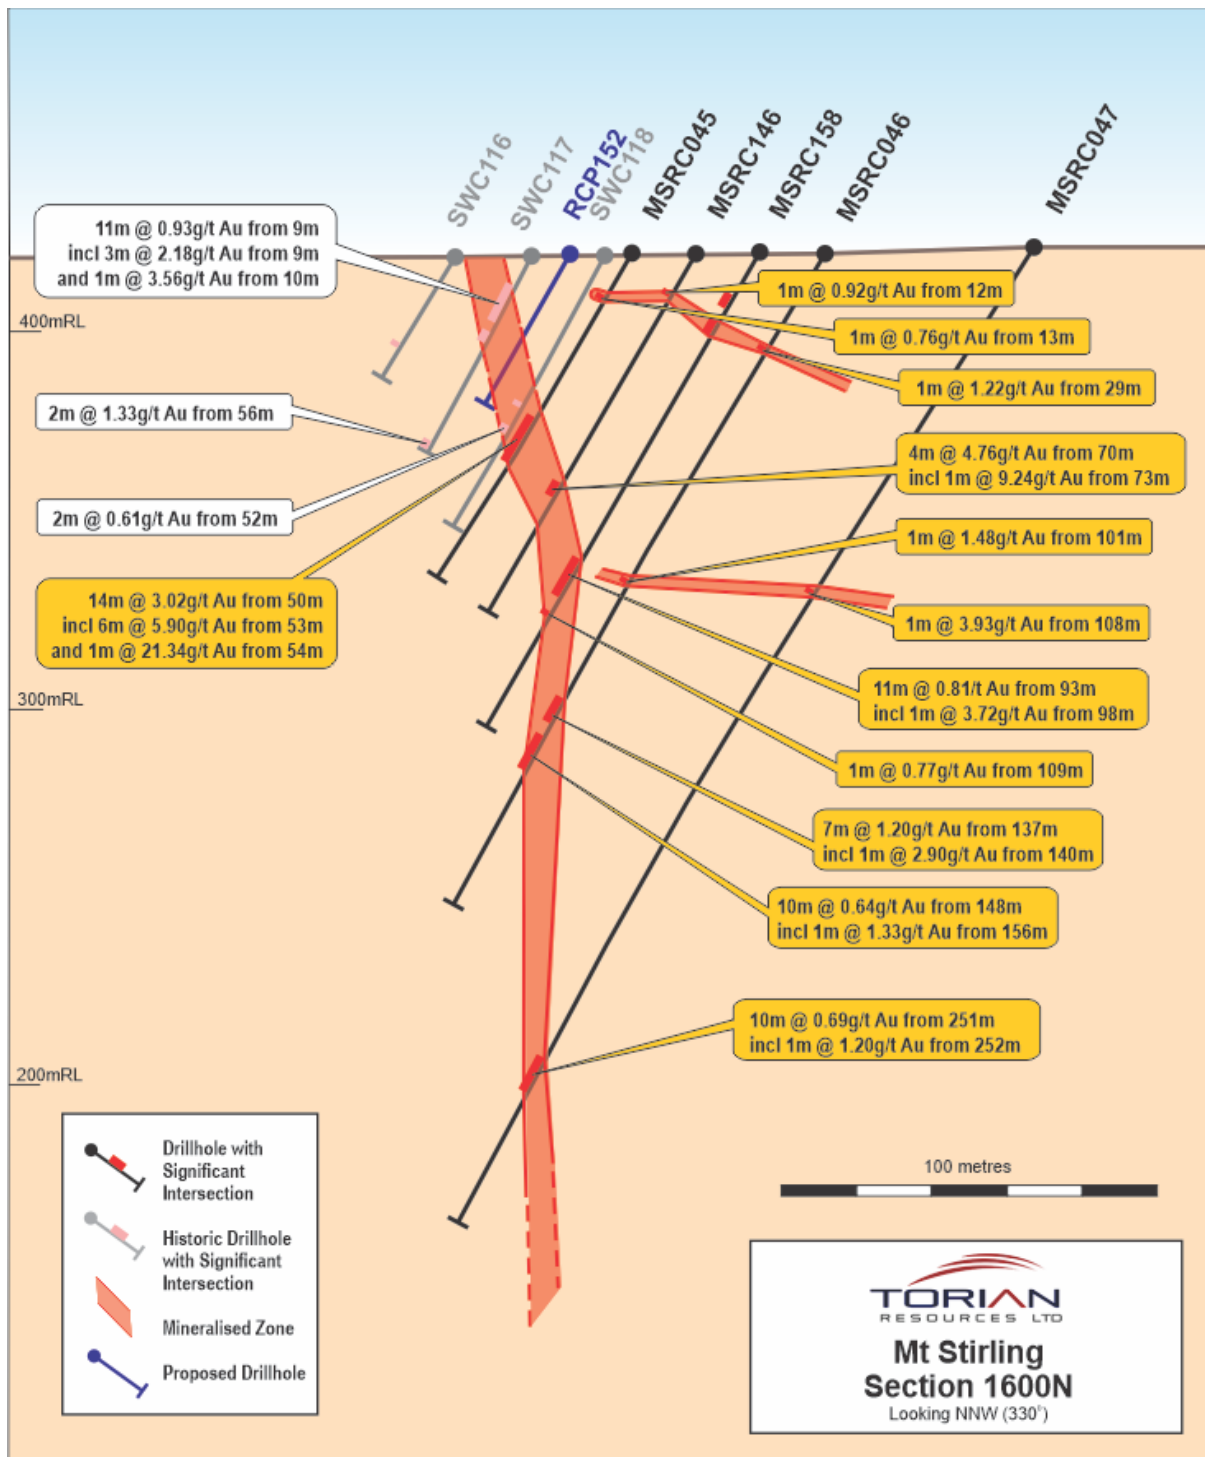 SWC116
SWC117
RCP152
SWC118
MSRC045
MSRC146
MSRC158
MSRC046
MSRC047
11m @ 0.93g/t Au from 9m
incl 3m @ 2.18g/t Au from 9m
and 1m @ 3.56g/t Au from 10m
1m @ 0.92g/t Au from 12m
400mRL
1m @ 0.76g/t Au from 13m
1m @ 1.22g/t Au from 29m
2m @ 1.33g/t Au from 56m
4m @ 4.76g/t Au from 70m
incl 1m @ 9.24g/t Au from 73m
2m @ 0.61g/t Au from 52m
1m @ 1.48g/t Au from 101m
14m @ 3.02g/t Au from 50m
incl 6m @ 5.90g/t Au from 53m
and 1m @ 21.34g/t Au from 54m
1m @ 3.93g/t Au from 108m
300mRL
11m @ 0.81/t Au from 93m
incl 1m @ 3.72g/t Au from 98m
1m @ 0.77g/t Au from 109m
7m @ 1.20g/t Au from 137m
incl 1m @ 2.90g/t Au from 140m
10m @ 0.64g/t Au from 148m
incl 1m @ 1.33g/t Au from 156m
10m @ 0.69g/t Au from 251m
incl 1m @ 1.20g/t Au from 252m
200mRL
Drillhole with
Significant
Intersection
Historic Drillhole
with Significant
Intersection
Mineralised Zone
Proposed Drillhole
100 metres
TORIAN
RESOURCES LTD
Mt Stirling
Section 1600N
Looking NNW (330°)